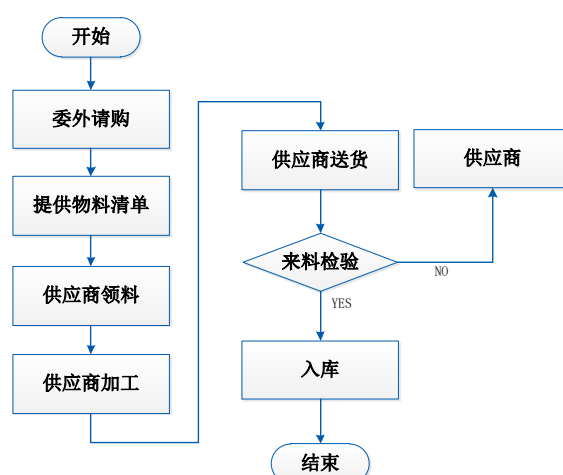 开始
委外请购
提供物料清单
供应商领料
供应商加工
供应商送货
供应商
来料检验
NO
YES
入库
结束